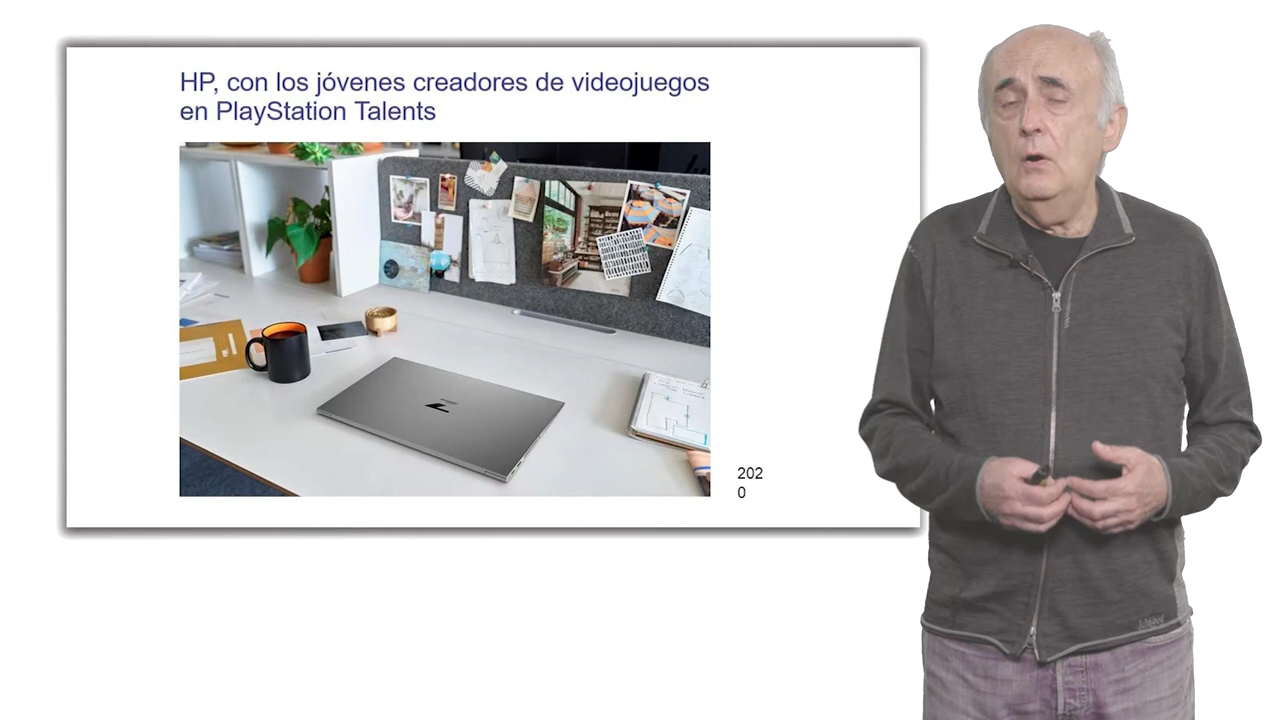 HP, con los jóvenes creadores de videojuegos
en PlayStation Talents
202
0